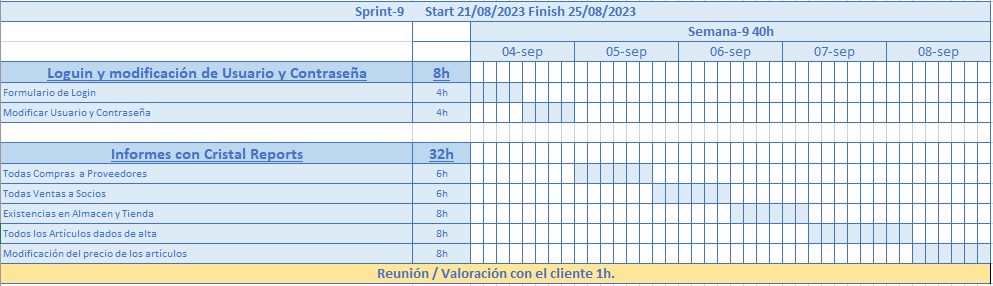 Sprint-9 Start 21/08/2023 Finish 25/08/2023
Semana-9 40h
04-sep 05-sep 06-sep 07-sep 08-sep
Loguin y modificación de Usuario y Contraseña 8h
Formulario de Login 4h
Modificar Usuario y Contraseña 4h
Informes con Cristal Reports 32h
Todas Compras a Proveedores 6h
Todas Ventas a Socios 6h
Existencias en Almacen y Tienda 8h
Todos los Artículos dados de alta 8h
Modificación del precio de los artículos 8h
Reunión / Valoración con el cliente 1h.